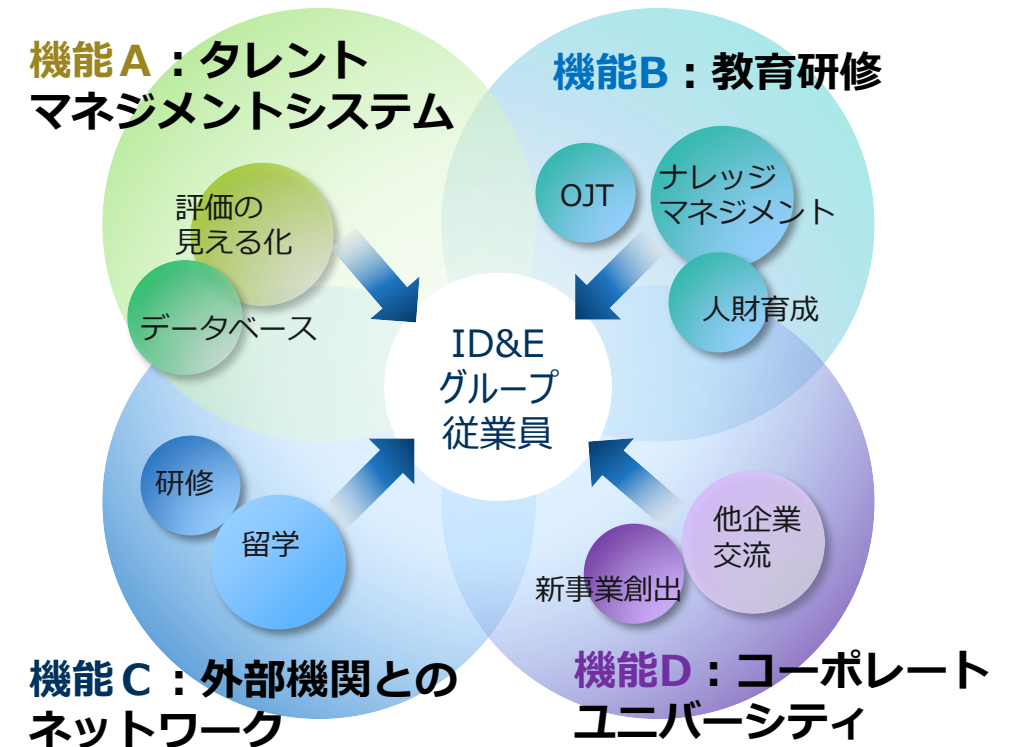 機能A：タレント
マネジメントシステム
評価の
見える化
データベース
機能B：教育研修
OJT
ナレッジ
マネジメント
人財育成
ID&E
グループ
従業員
研修
留学
機能C：外部機関との
ネットワーク
他企業
交流
新事業創出
機能D：コーポレート
ユニバーシティ